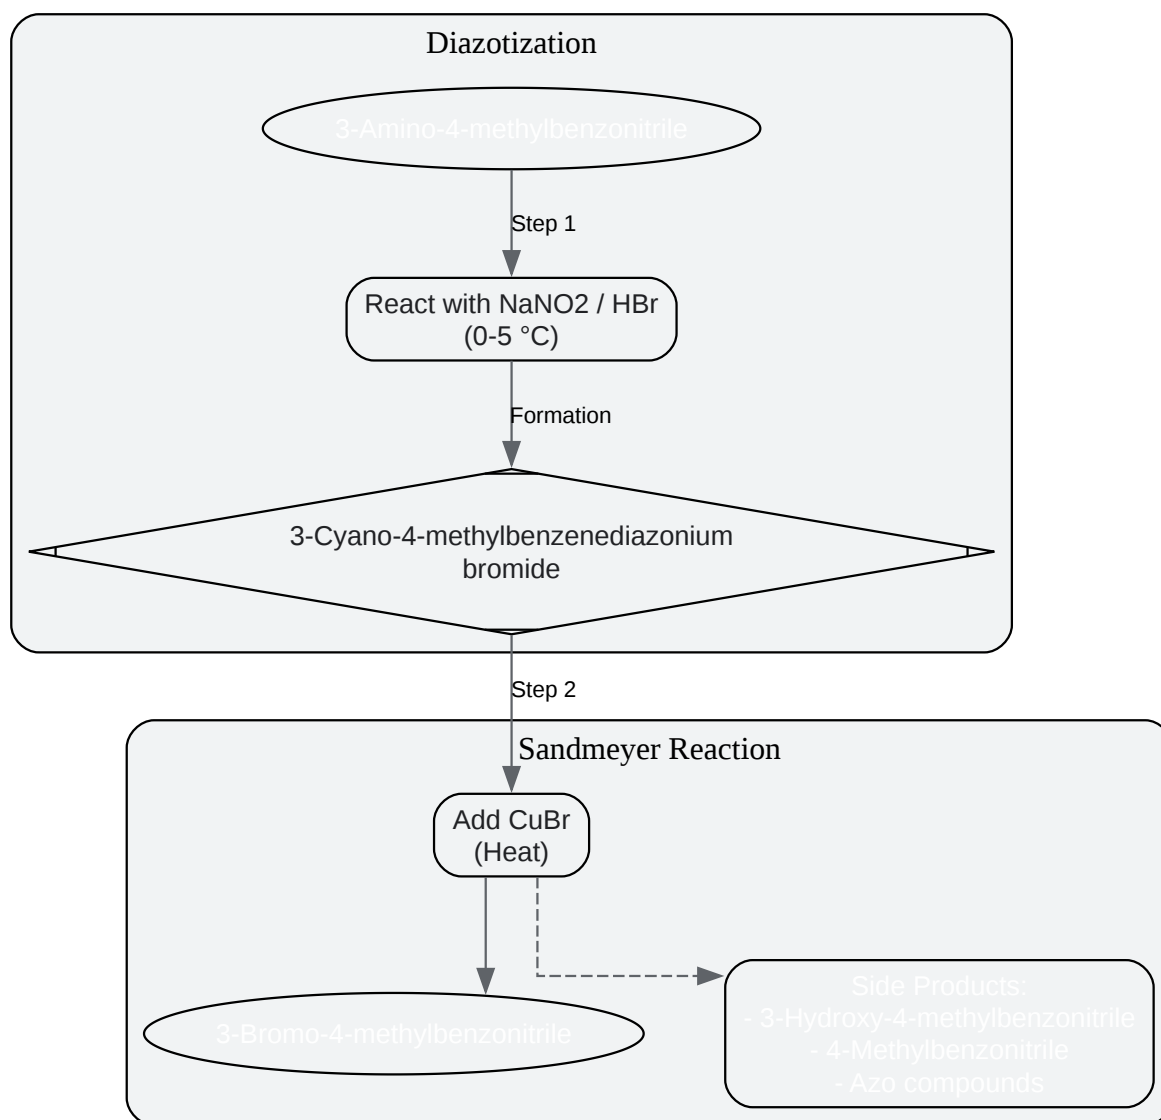 Diazotization
3-Amino-4-methylbenzonitrile
Step 1
React with NaNO2 / HBr
(0-5 °C)
Formation
3-Cyano-4-methylbenzenediazonium
bromide
Step 2
Sandmeyer Reaction
Add CuBr
(Heat)
3-Bromo-4-methylbenzonitrile
Side Products:
- 3-Hydroxy-4-methylbenzonitrile
- 4-Methylbenzonitrile
- Azo compounds